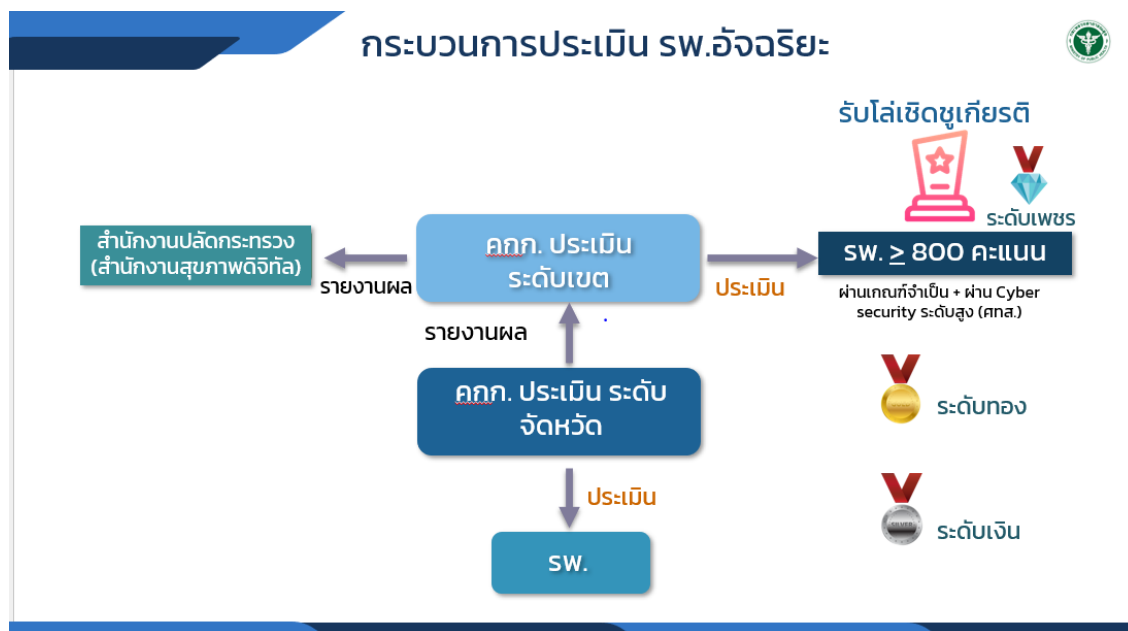 กระบวนการประเมิน รพ.อัจฉริยะ
รับโล่เชิดชูเกียรติ
ระดับเพชร
สำนักงานปลัดกระทรวง
(สำนักงานสุขภาพดิจิทัล)
รายงานผล
คกก. ประเมิน
ระดับเขต
ประเมิน
รพ. ≥ 800 คะแนน
ผ่านเกณฑ์จำเป็น + ผ่าน Cyber
security ระดับสูง (ศทส.)
รายงานผล
คกก. ประเมิน ระดับ
จังหวัด
ระดับทอง
ประเมิน
SILVER
ระดับเงิน
รพ.